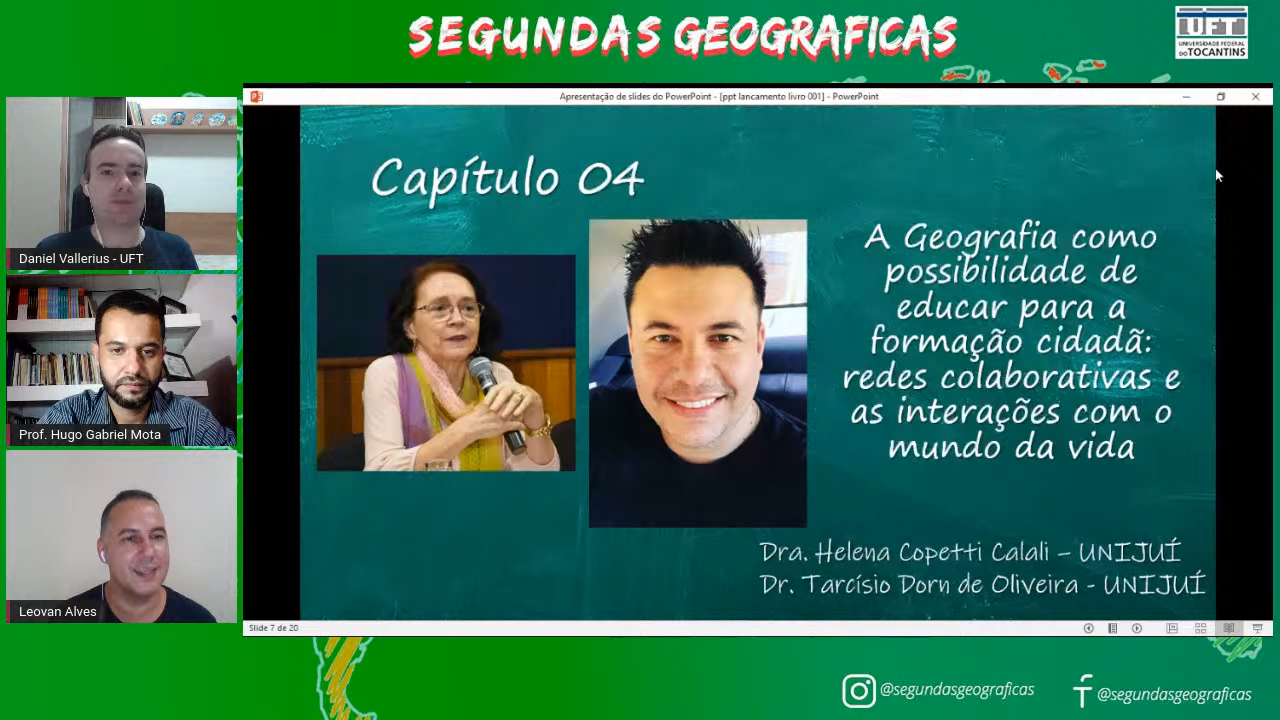 SEGUNDAS GEOGRAFICAS
UFT
UNIVERSIDADE FEDERAL
DO TOCANTINS
Apresentação de slides do PowerPoint - [ppt lancamento livro 001] - PowerPoint
Capítulo 04
A Geografia como
possibilidade de
educar para a
formação cidadã:
redes colaborativas e
as interações com o
mundo da vida
Dra. Helena Copetti Calali – UNIJUÍ
Dr. Tarcísio Dorn de Oliveira - UNIJUÍ
Slide 7 de 20
Daniel Vallerius - UFT
Prof. Hugo Gabriel Mota
Leovan Alves
@segundasgeograficas
@segundasgeograficas